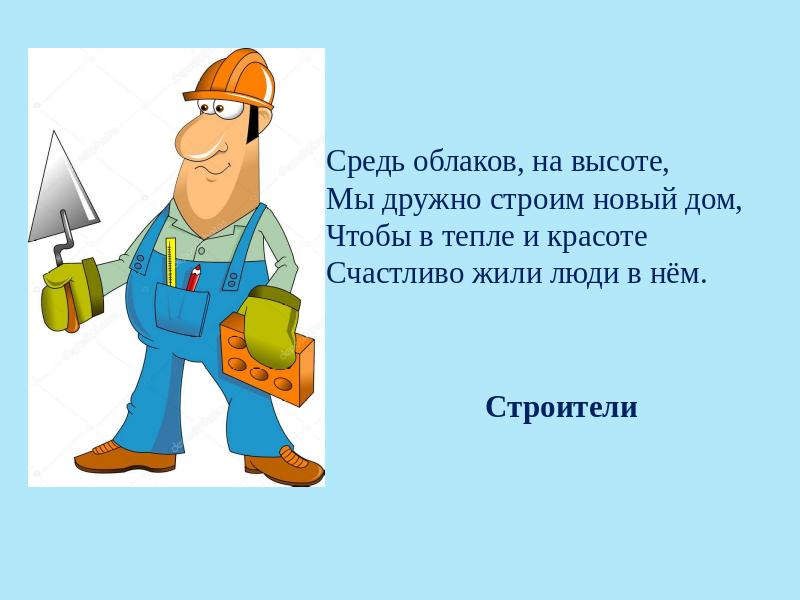 Средь облаков, на высоте,
Мы дружно строим новый дом,
Чтобы в тепле и красоте
Счастливо жили люди в нём.
Строители